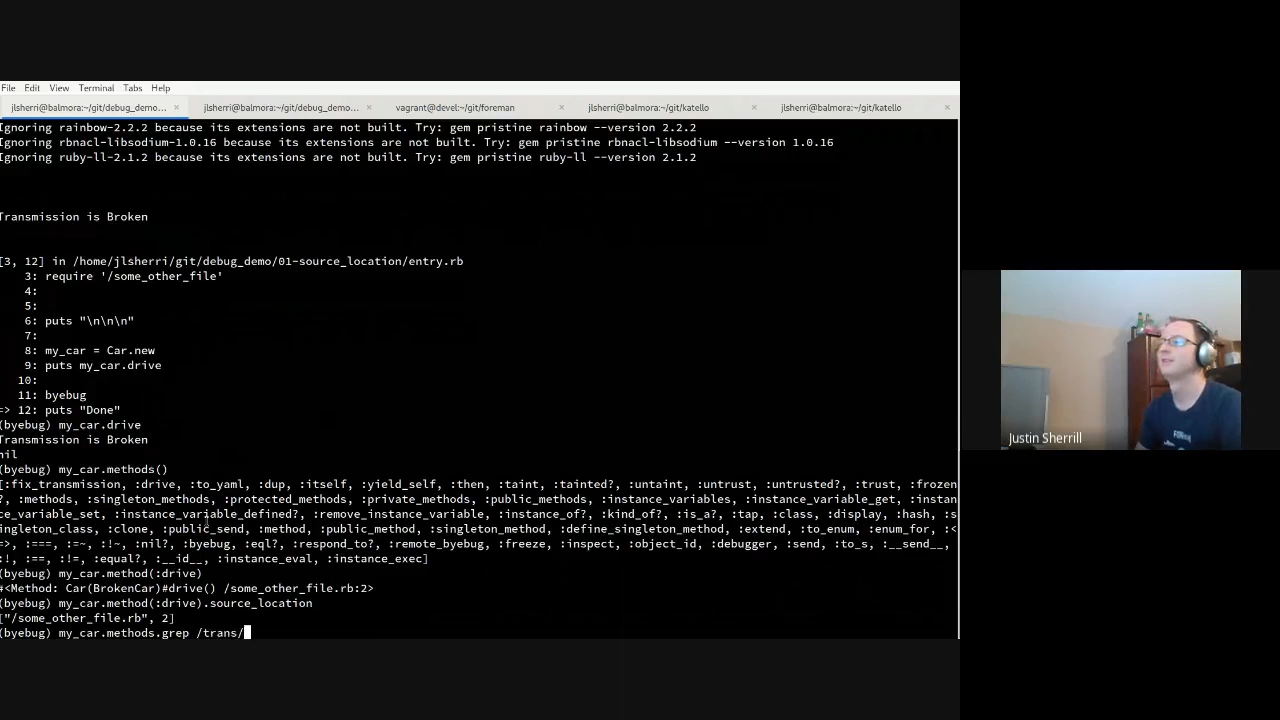 File Edit View Terminal Tabs Help
jlsherri@balmora:~/git/debug_demo... × jlsherri@balmora:~/git/debug_demo... × vagrant@devel:~/git/foreman × jlsherri@balmora:~/git/katello × jlsherri@balmora:~/git/katello ×
Ignoring rainbow-2.2.2 because its extensions are not built. Try: gem pristine rainbow --version 2.2.2
Ignoring rbnacl-libsodium-1.0.16 because its extensions are not built. Try: gem pristine rbnacl-libsodium --version 1.0.16
Ignoring ruby-ll-2.1.2 because its extensions are not built. Try: gem pristine ruby-ll --version 2.1.2
Transmission is Broken
[3, 12] in /home/jlsherri/git/debug_demo/01-source_location/entry.rb
3: require '/some_other_file'
4:
5:
6: puts "\n\n\n"
7:
8: my_car = Car.new
9: puts my_car.drive
10:
11: byebug
=> 12: puts "Done"
(byebug) my_car.drive
Transmission is Broken
nil
(byebug) my_car.methods()
[:fix_transmission, :drive, :to_yaml, :dup, :itself, :yield_self, :then, :taint, :tainted?, :untaint, :untrust, :untrusted?, :trust, :frozen
?, :methods, :singleton_methods, :protected_methods, :private_methods, :public_methods, :instance_variables, :instance_variable_get, :instan
ce_variable_set, :instance_variable_defined?, :remove_instance_variable, :instance_of?, :kind_of?, :is_a?, :tap, :class, :display, :hash, :s
ingleton_class, :clone, :public_send, :method, :public_method, :singleton_method, :define_singleton_method, :extend, :to_enum, :enum_for, :<
=>, :===, :=~, :!~, :nil?, :byebug, :eql?, :respond_to?, :remote_byebug, :freeze, :inspect, :object_id, :debugger, :send, :to_s, :__send__,
:!, :==, :!=, :equal?, :__id__, :instance_eval, :instance_exec]
(byebug) my_car.method(:drive)
#<Method: Car(BrokenCar)#drive() /some_other_file.rb:2>
(byebug) my_car.method(:drive).source_location
["/some_other_file.rb", 2]
(byebug) my_car.methods.grep /trans/
Justin Sherrill